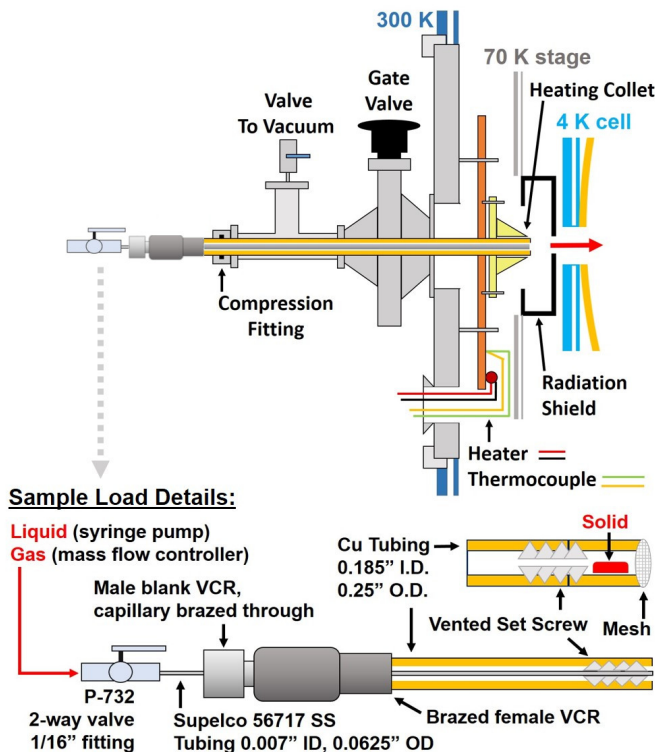 300 K
70 K stage
Heating Collet
4 K cell
Gate
Valve
Valve
To Vacuum
Compression
Fitting
Radiation
Shield
Heater
Thermocouple
Sample Load Details:
Liquid (syringe pump)
Gas (mass flow controller)
Male blank VCR,
capillary brazed through
Cu Tubing
0.185” I.D.
0.25” O.D.
Solid
Vented Set Screw
Mesh
P-732
2-way valve
1/16” fitting
Supelco 56717 SS
Tubing 0.007” ID, 0.0625” OD
Brazed female VCR